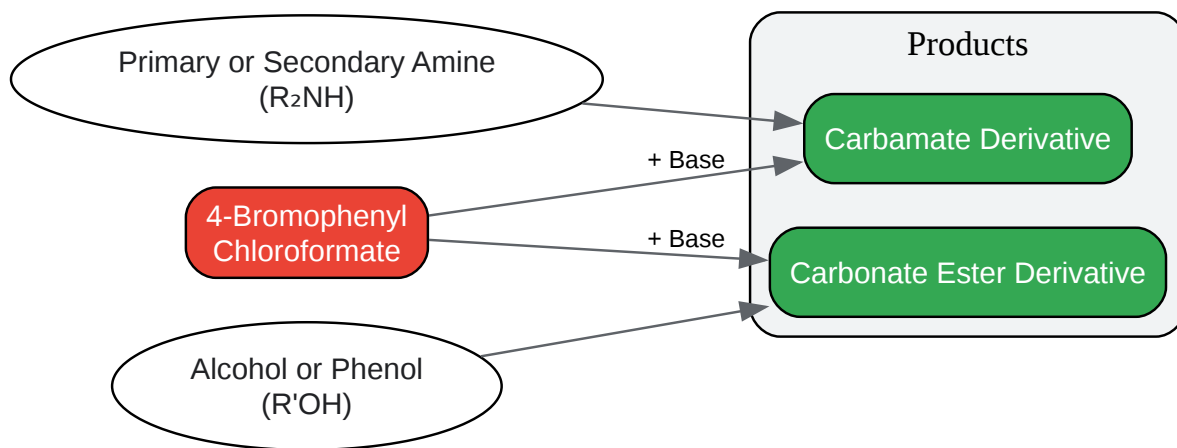 Products
Primary or Secondary Amine
(R₂NH)
Carbamate Derivative
+ Base
4-Bromophenyl
Chloroformate
+ Base
Carbonate Ester Derivative
Alcohol or Phenol
(R'OH)